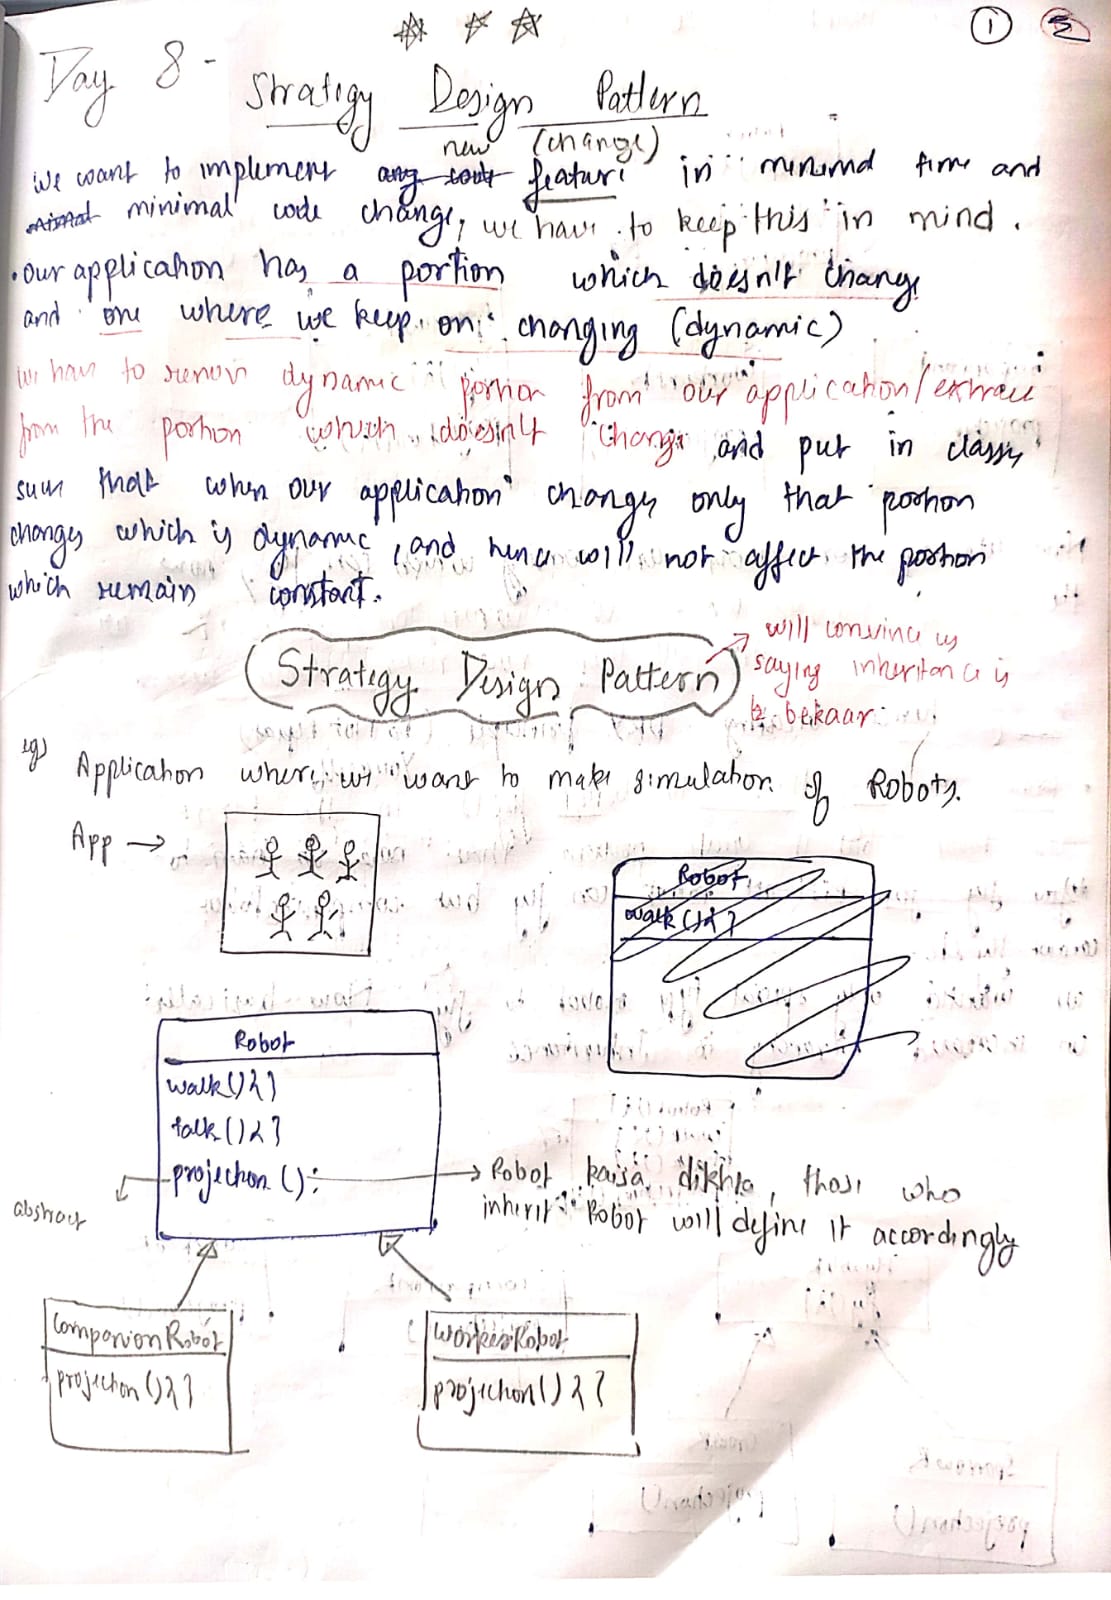 1
Day 8 -
Strategy Design Pattern
new (change)
we want to implement any code feature in minimal time and
minimal code change, we have to keep this in mind.
• our application has a portion which doesn't change
and one where we keep on changing (dynamic)
we have to remove dynamic portion from our application/extract
from the portion which doesn't change and put in classes
such that when our application changes only that portion
changes which is dynamic, and hence will not affect the portion
which remain constant.
Strategy Design Pattern
will convince us
saying inheritance is
bekaar.
eg)
Application where we want to make simulation of Robots.
App →
Robot
walk(){}
Robot
walk(){}
talk(){}
projection();
abstract
Robot kaisa dikhta, those who
inherit Robot will define it accordingly
CompanionRobot
projection(){}
WorkerRobot
projection(){}